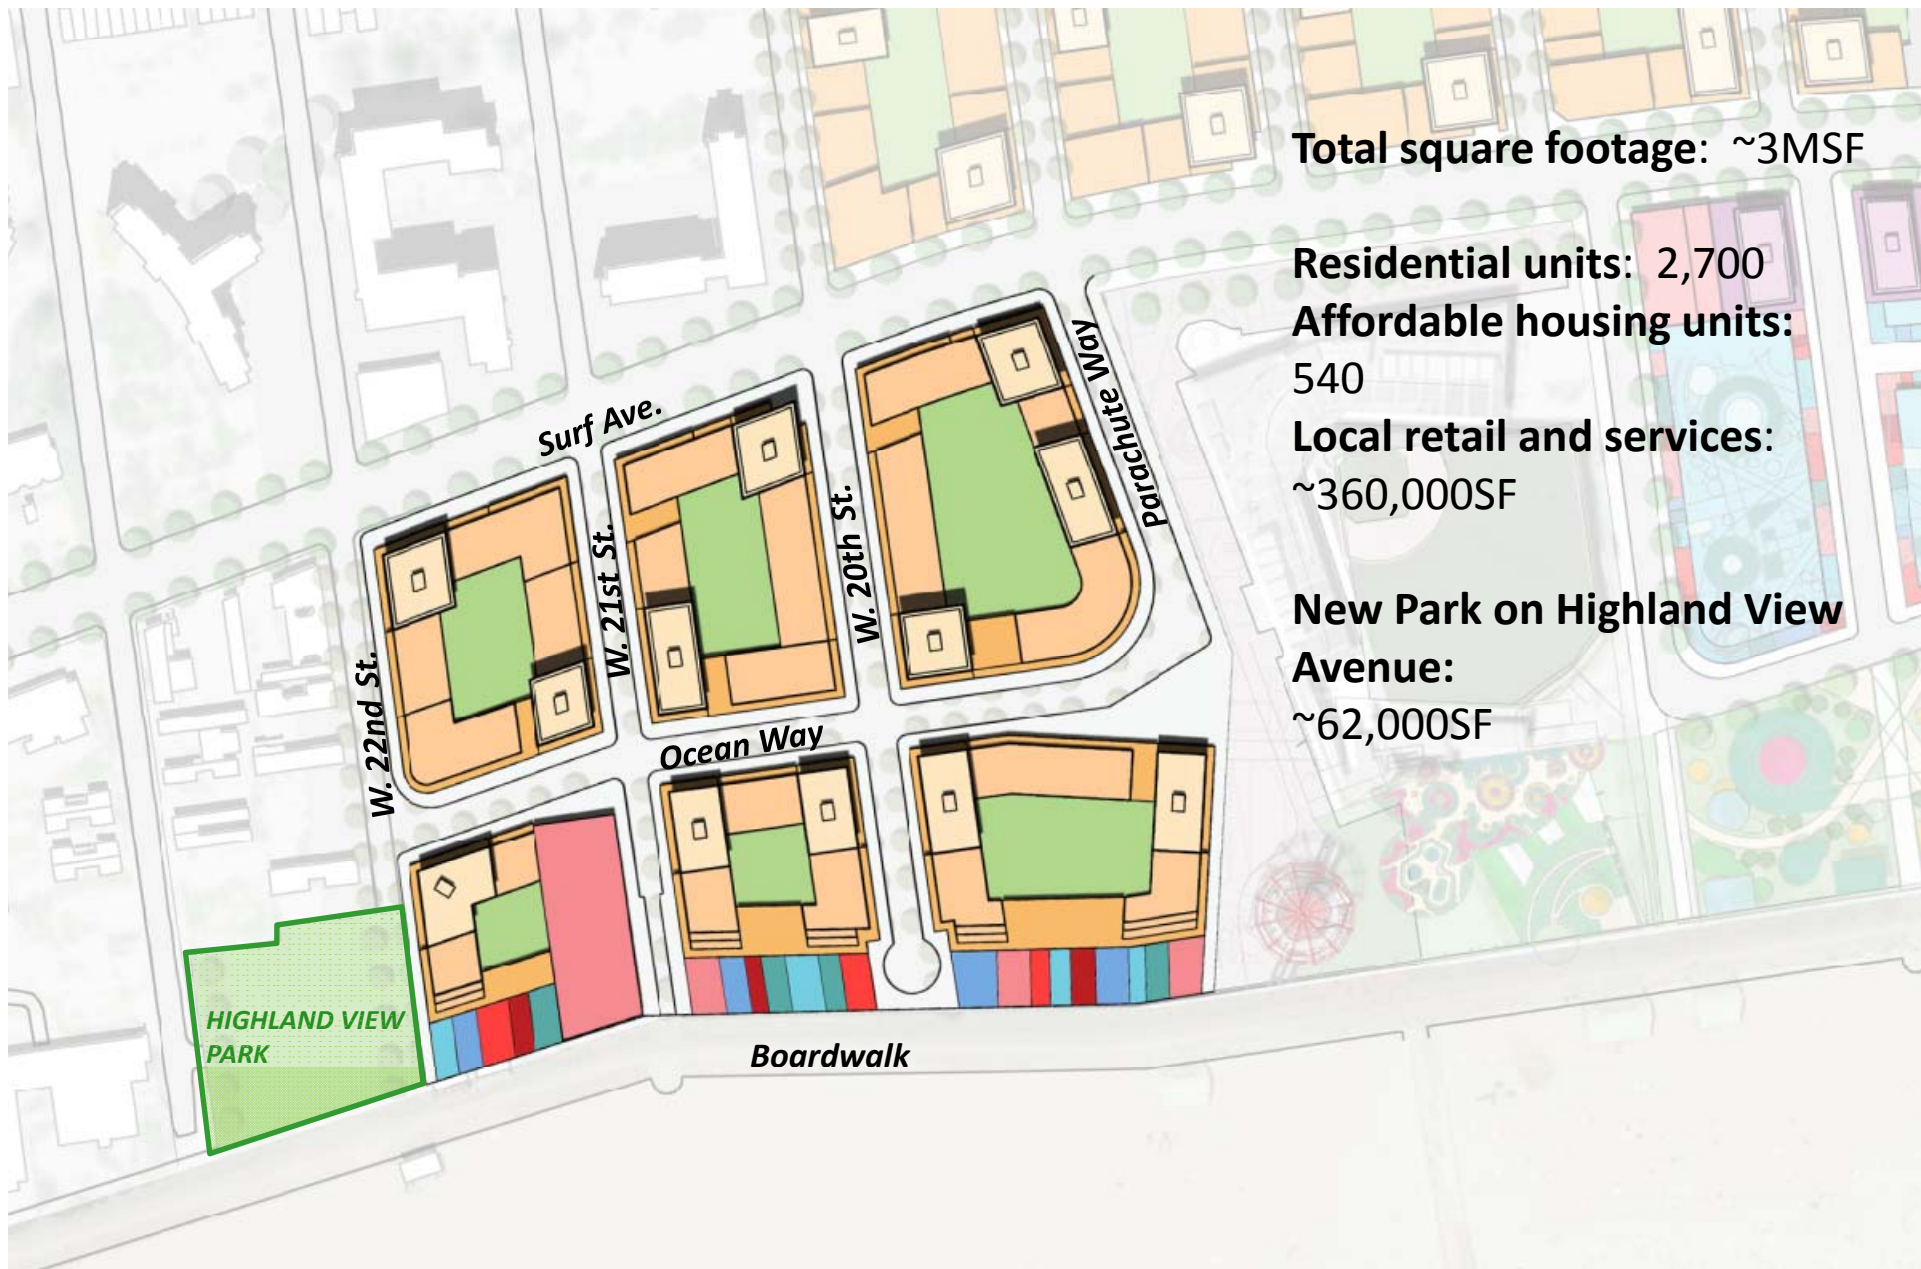 Total square footage: ~3MSF
Residential units: 2,700
Affordable housing units:
540
Local retail and services:
~360,000SF
New Park on Highland View
Avenue:
~62,000SF
Surf Ave.
Parachute Way
W. 20th St.
W. 21st St.
W. 22nd St.
Ocean Way
HIGHLAND VIEW
PARK
Boardwalk